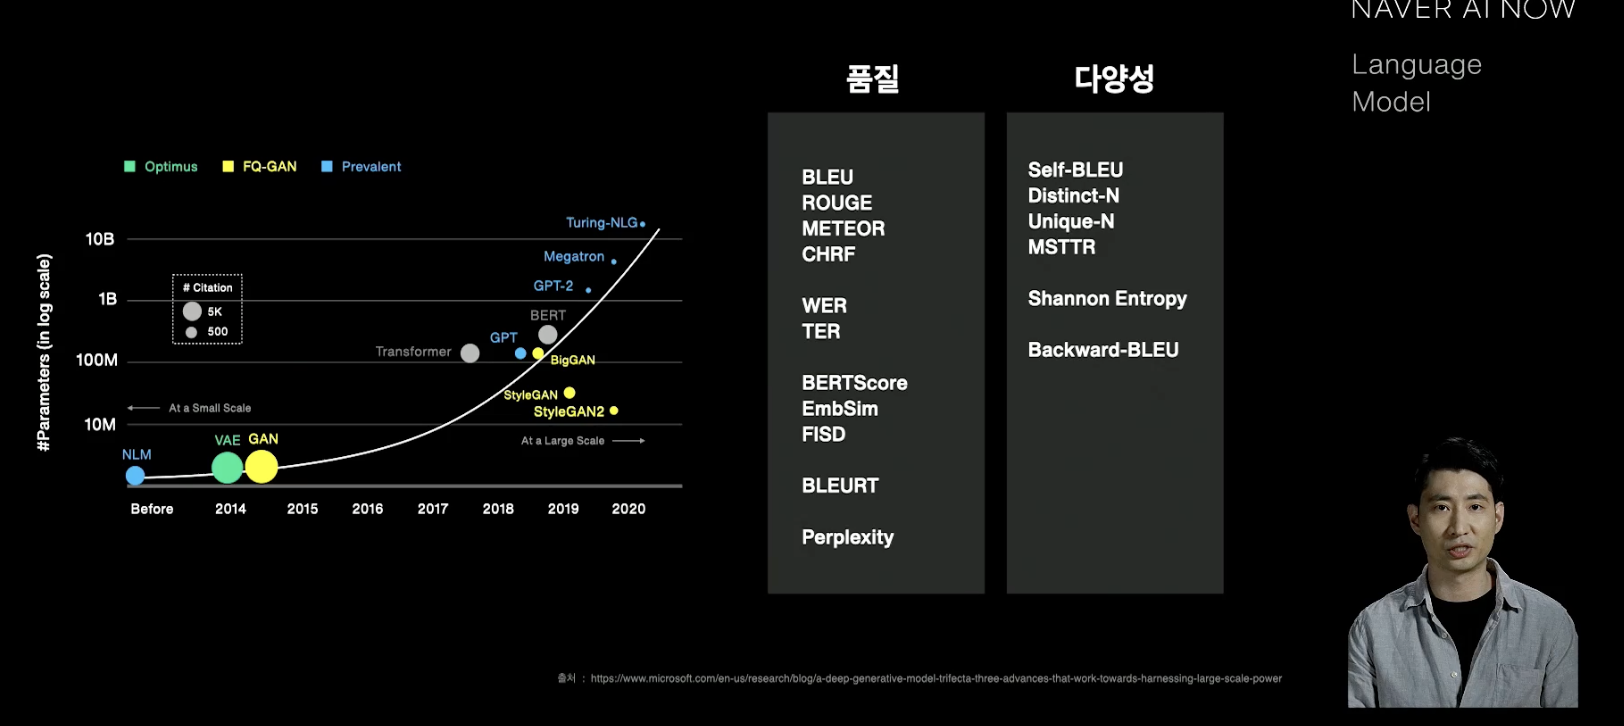 NAVER AI NOW
Language
Model
Optimus
FQ-GAN
Prevalent
#Parameters (in log scale)
10B
1B
100M
10M
# Citation
5K
500
Turing-NLG
Megatron
GPT-2
BERT
GPT
Transformer
BigGAN
StyleGAN
StyleGAN2
At a Small Scale
At a Large Scale
VAE
GAN
NLM
Before
2014
2015
2016
2017
2018
2019
2020
품질
BLEU
ROUGE
METEOR
CHRF
WER
TER
BERTScore
EmbSim
FISD
BLEURT
Perplexity
다양성
Self-BLEU
Distinct-N
Unique-N
MSTTR
Shannon Entropy
Backward-BLEU
출처 : https://www.microsoft.com/en-us/research/blog/a-deep-generative-model-trifecta-three-advances-that-work-towards-harnessing-large-scale-power